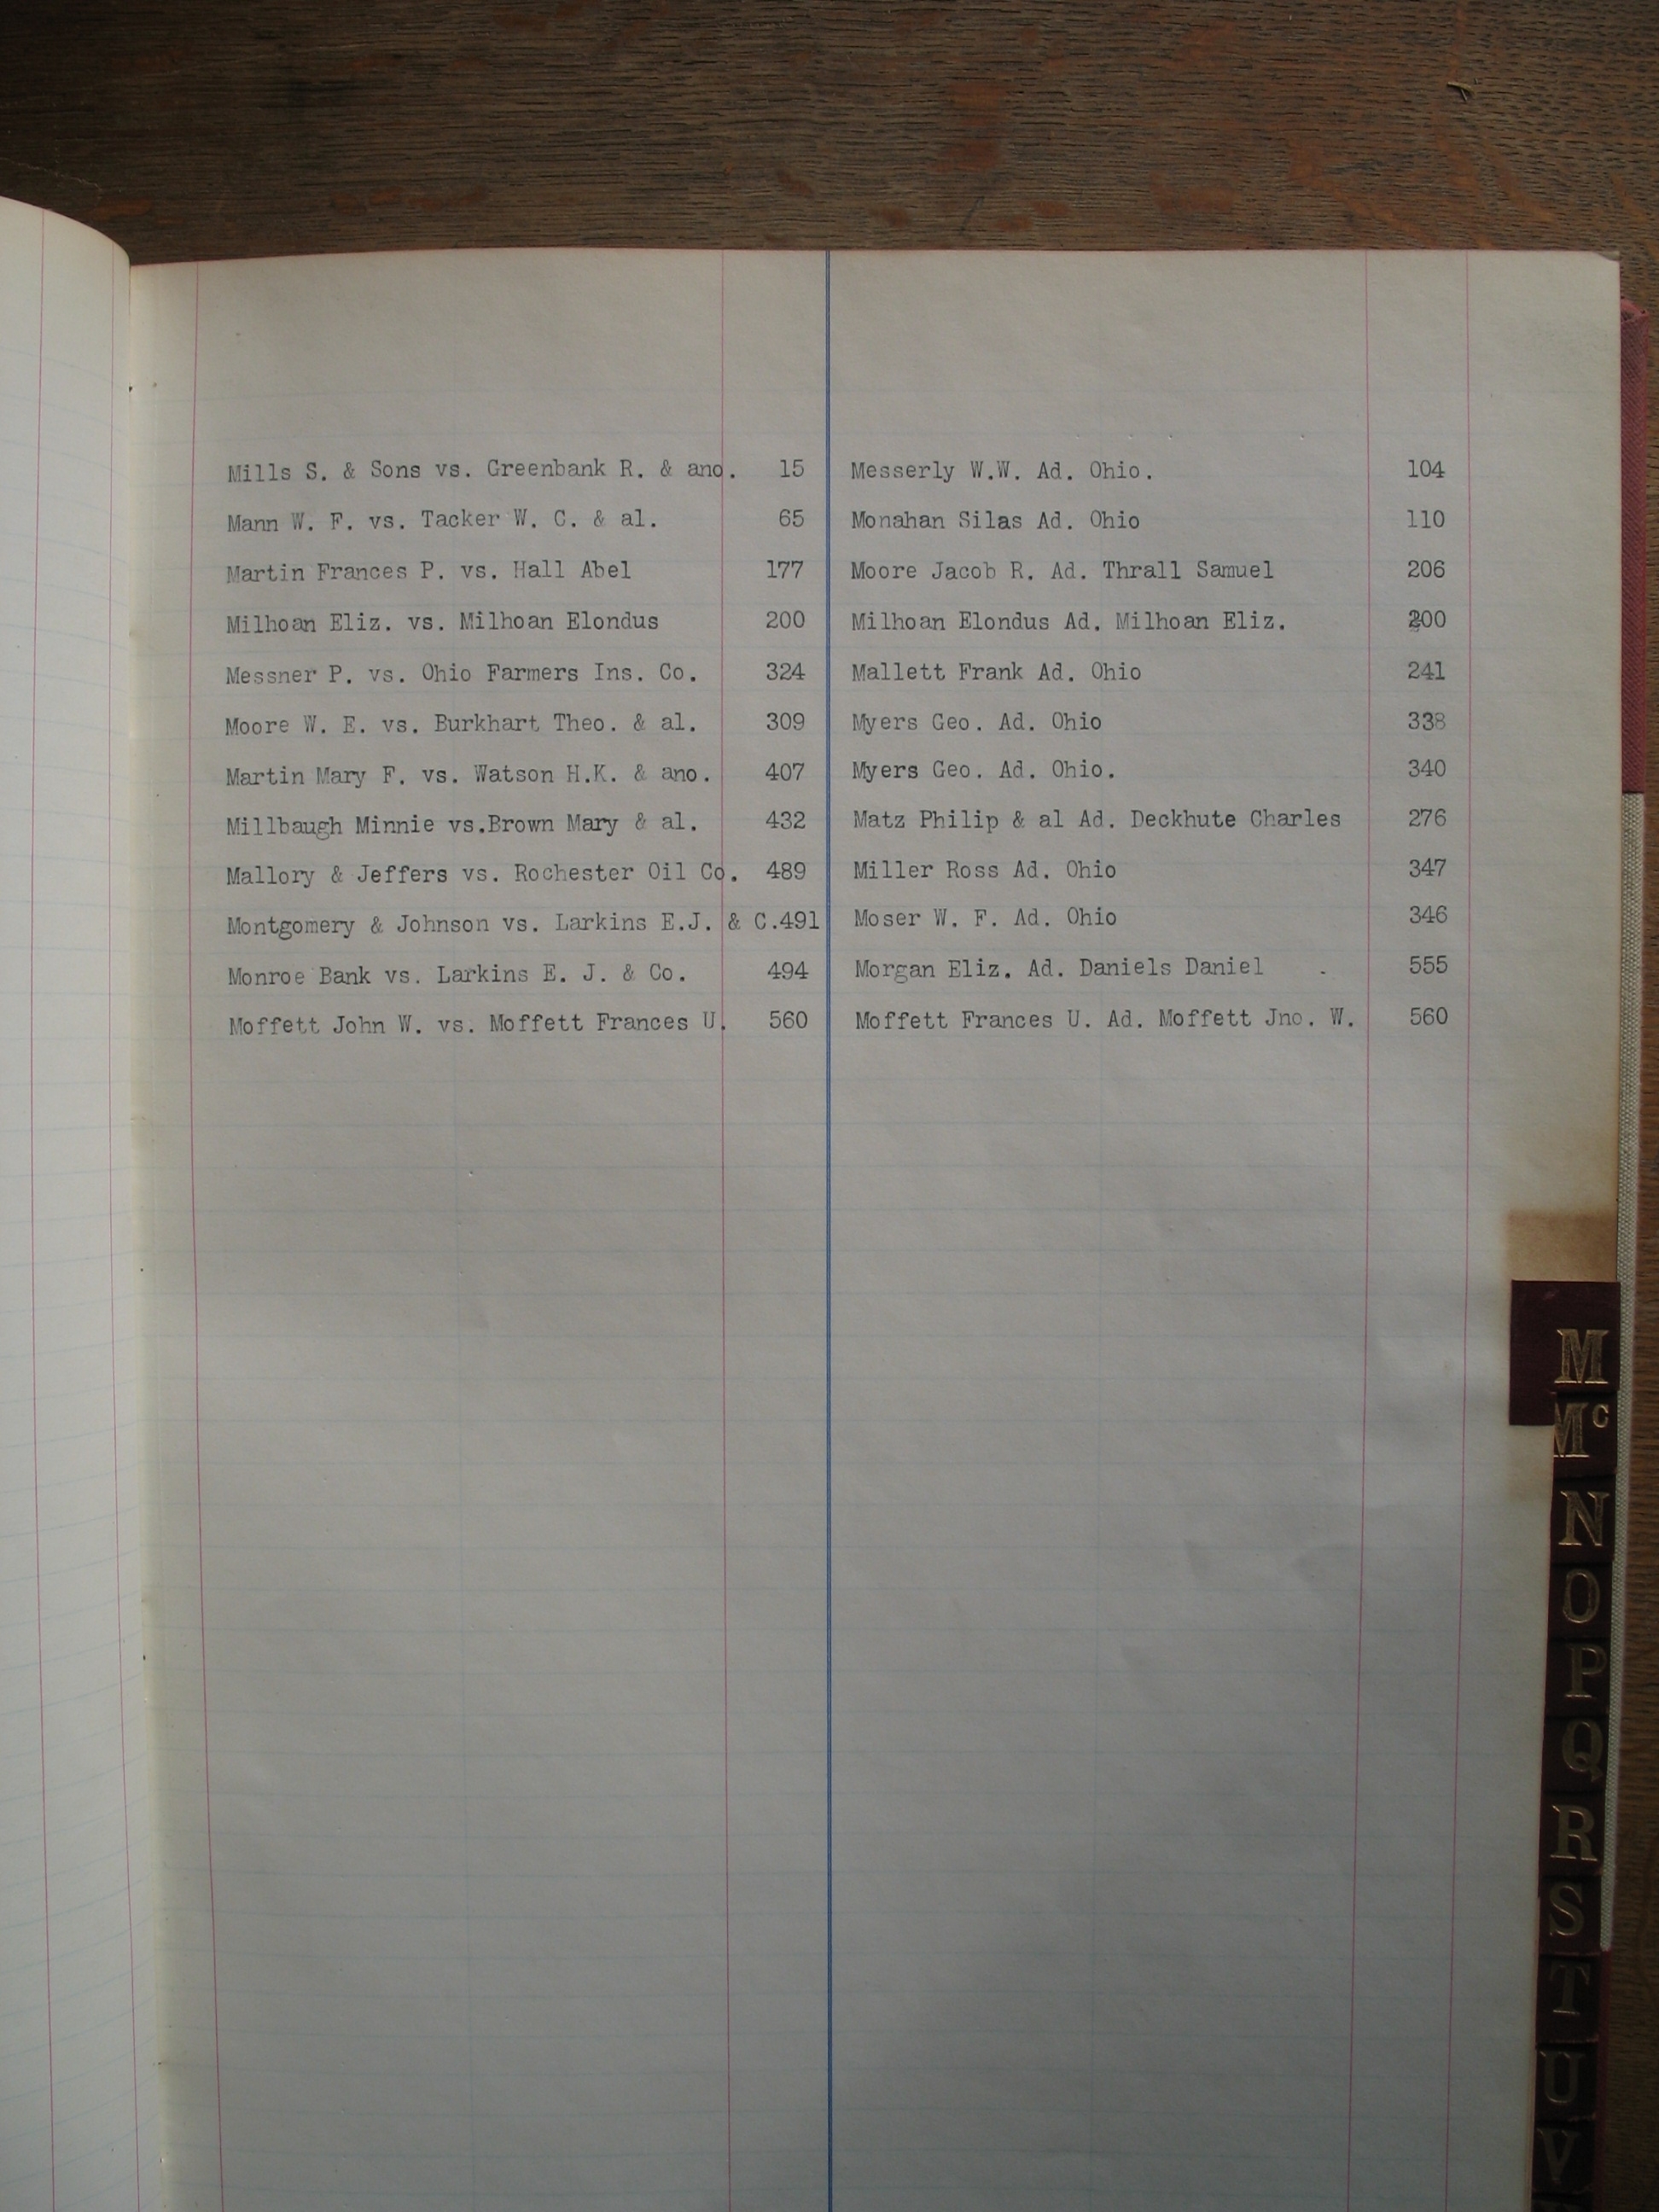 Mills S. & Sons vs. Greenbank R. & ano. 15
Mann W. F. vs. Tacker W. C. & al. 65
Martin Frances P. vs. Hall Abel 177
Milhoan Eliz. vs. Milhoan Elondus 200
Messner P. vs. Ohio Farmers Ins. Co. 324
Moore W. E. vs. Burkhart Theo. & al. 309
Martin Mary F. vs. Watson H.K. & ano. 407
Millbaugh Minnie vs.Brown Mary & al. 432
Mallory & Jeffers vs. Rochester Oil Co. 489
Montgomery & Johnson vs. Larkins E.J. & C.491
Monroe Bank vs. Larkins E. J. & Co. 494
Moffett John W. vs. Moffett Frances U. 560
Messerly W.W. Ad. Ohio. 104
Monahan Silas Ad. Ohio 110
Moore Jacob R. Ad. Thrall Samuel 206
Milhoan Elondus Ad. Milhoan Eliz. 200
Mallett Frank Ad. Ohio 241
Myers Geo. Ad. Ohio 338
Myers Geo. Ad. Ohio. 340
Matz Philip & al Ad. Deckhute Charles 276
Miller Ross Ad. Ohio 347
Moser W. F. Ad. Ohio 346
Morgan Eliz. Ad. Daniels Daniel 555
Moffett Frances U. Ad. Moffett Jno. W. 560
M
Mc
N
O
P
Q
R
S
T
U
V